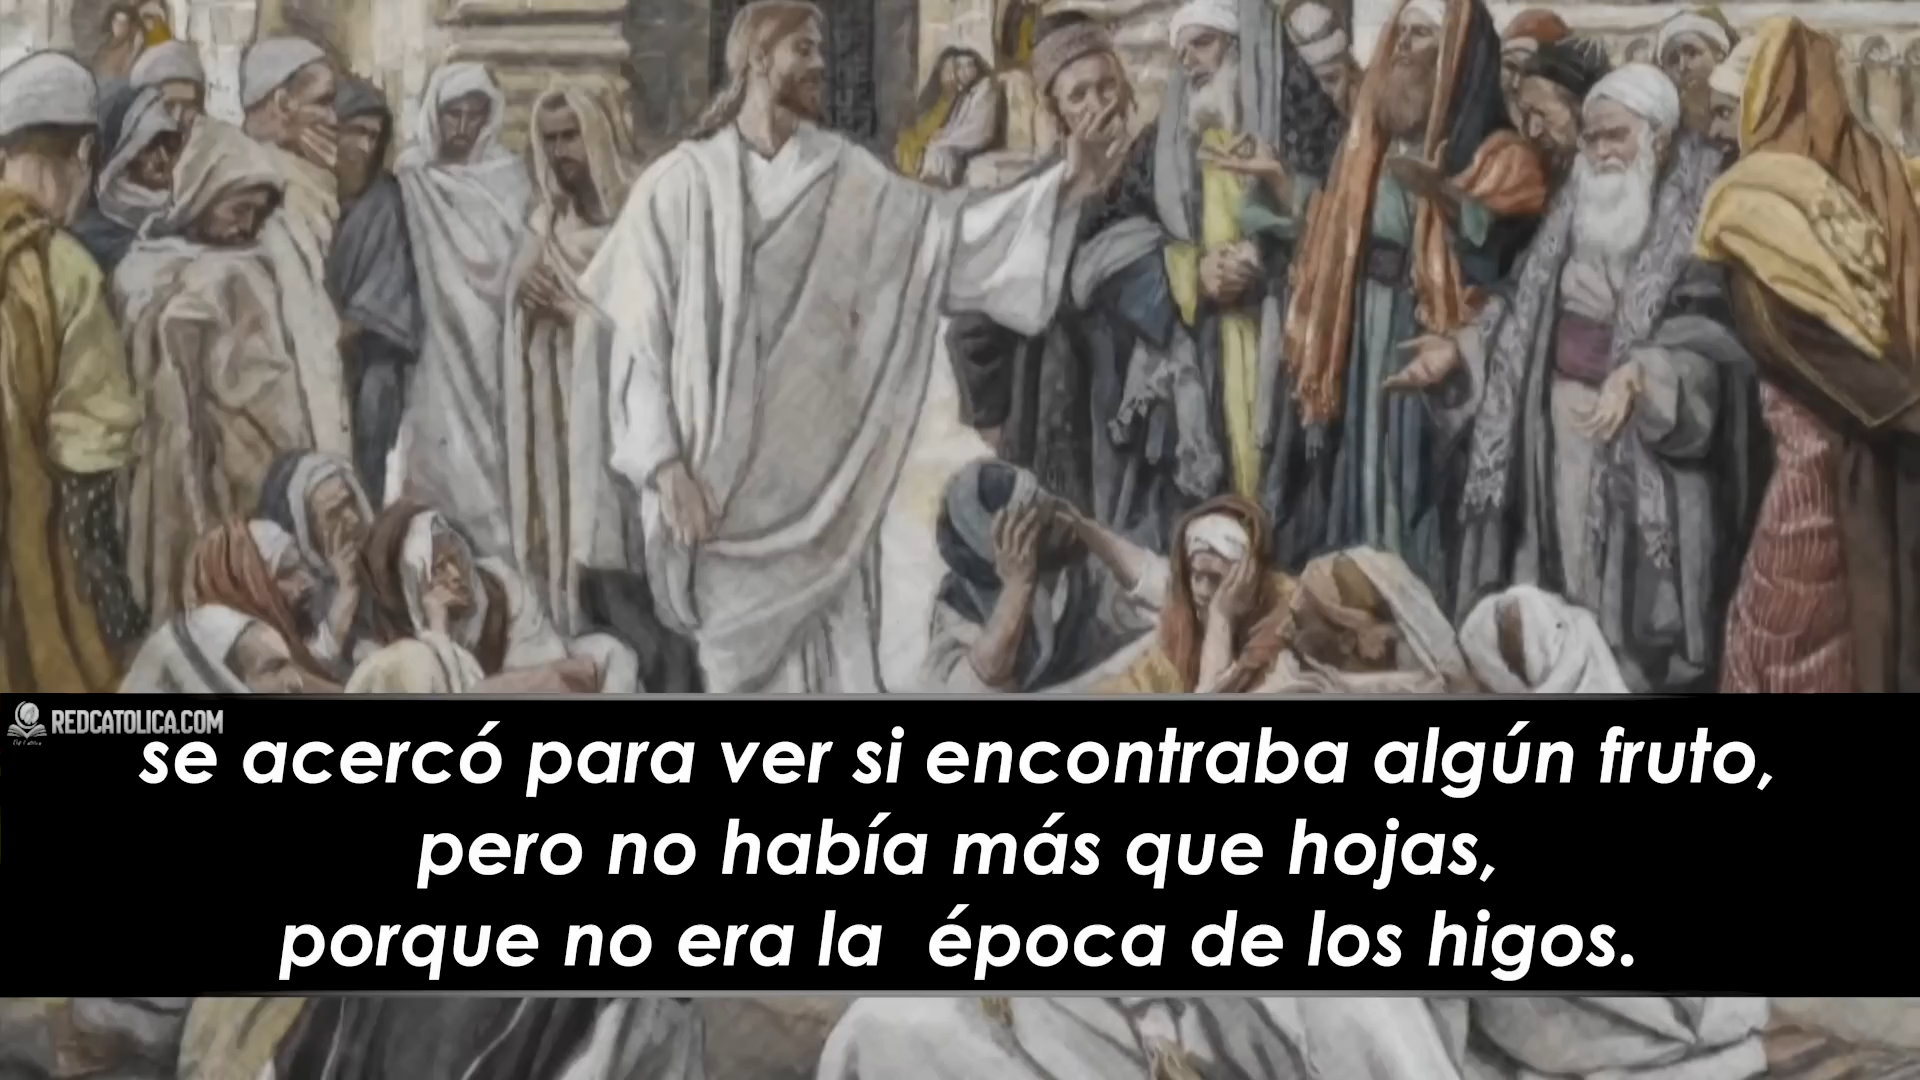 REDCATOLICA.COM
se acercó para ver si encontraba algún fruto,
pero no había más que hojas,
porque no era la época de los higos.